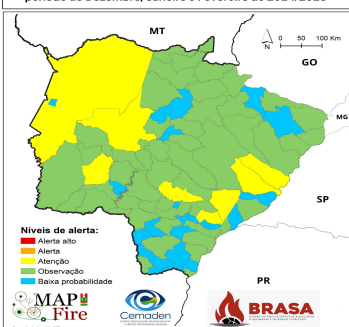 período de Dezembro, Janeiro e Fevereiro de 2024/2025
MT
N
0 50 100 Km
GO
MG
SP
Níveis de alerta:
Alerta alto
Alerta
Atenção
Observação
Baixa probabilidade
PR
MAP
Fire
Cemaden
BRASA